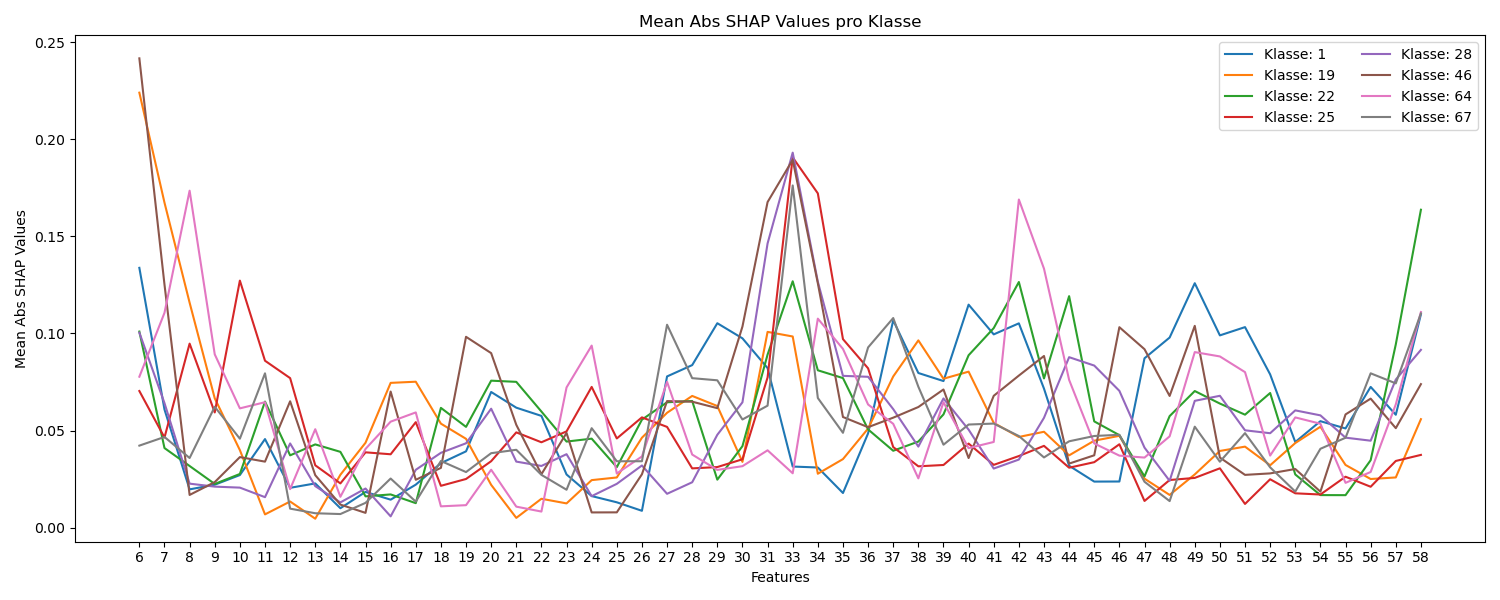 Mean Abs SHAP Values pro Klasse
Mean Abs SHAP Values
0.25
0.20
0.15
0.10
0.05
0.00
Klasse: 1
Klasse: 19
Klasse: 22
Klasse: 25
Klasse: 28
Klasse: 46
Klasse: 64
Klasse: 67
6 7 8 9 10 11 12 13 14 15 16 17 18 19 20 21 22 23 24 25 26 27 28 29 30 31 33 34 35 36 37 38 39 40 41 42 43 44 45 46 47 48 49 50 51 52 53 54 55 56 57 58
Features